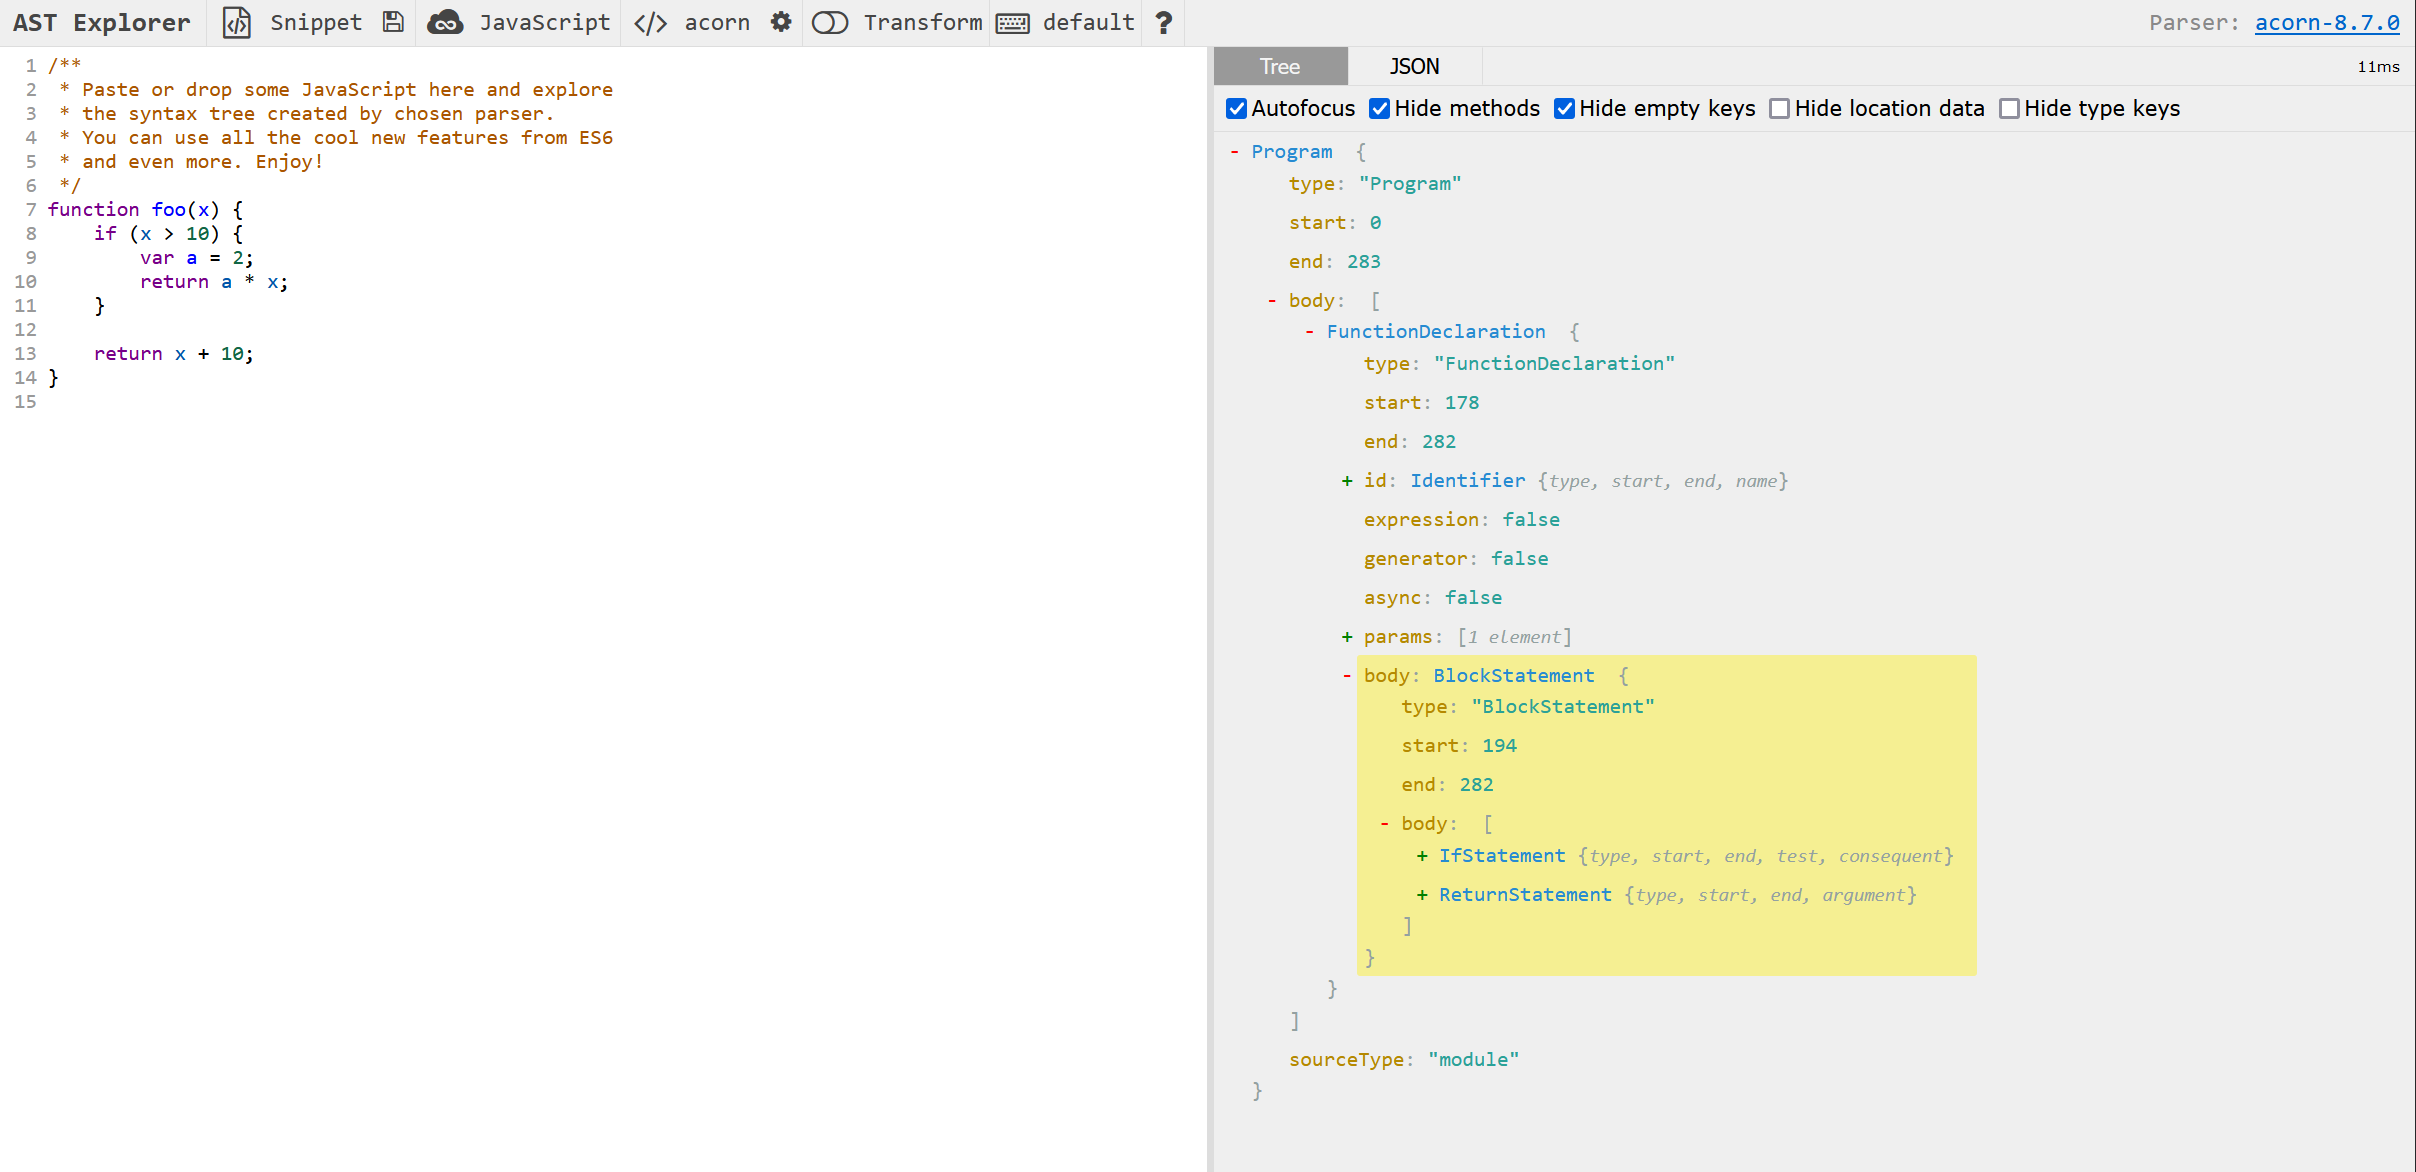 AST Explorer Snippet JavaScript </> acorn Transform default ? Parser: acorn-8.7.0
1 /**
2  * Paste or drop some JavaScript here and explore
3  * the syntax tree created by chosen parser.
4  * You can use all the cool new features from ES6
5  * and even more. Enjoy!
6  */
7 function foo(x) {
8     if (x > 10) {
9         var a = 2;
10         return a * x;
11     }
12
13     return x + 10;
14 }
15
Tree JSON 11ms
Autofocus Hide methods Hide empty keys Hide location data Hide type keys
- Program {
type: "Program"
start: 0
end: 283
- body: [
- FunctionDeclaration {
type: "FunctionDeclaration"
start: 178
end: 282
+ id: Identifier {type, start, end, name}
expression: false
generator: false
async: false
+ params: [1 element]
- body: BlockStatement {
type: "BlockStatement"
start: 194
end: 282
- body: [
+ IfStatement {type, start, end, test, consequent}
+ ReturnStatement {type, start, end, argument}
]
}
}
]
sourceType: "module"
}